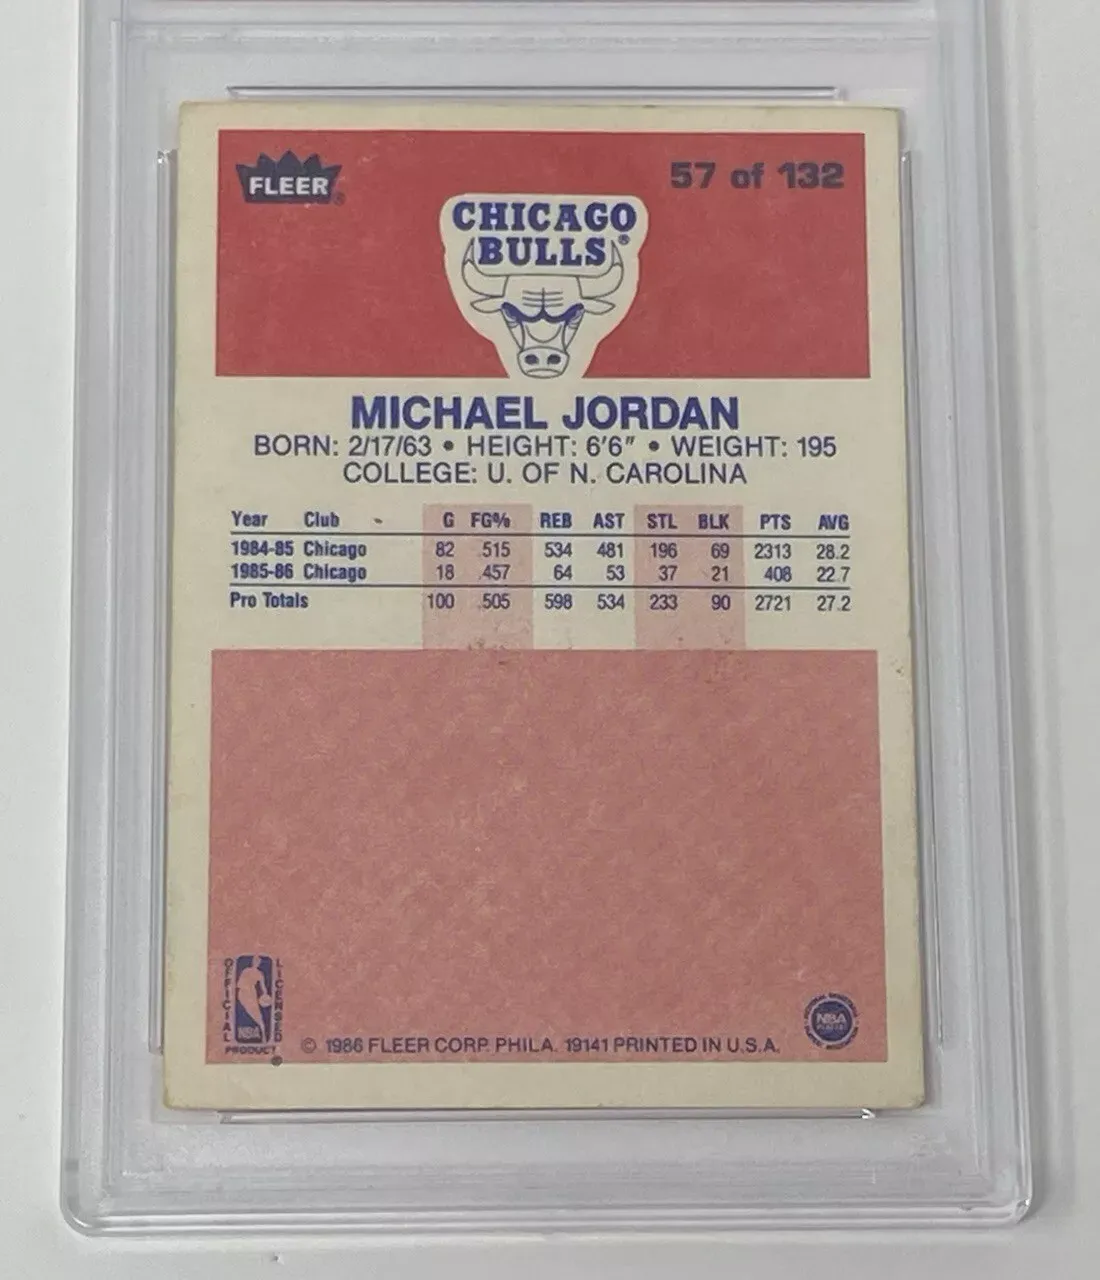 FLEER®
57 of 132
CHICAGO
BULLS®
MICHAEL JORDAN
BORN: 2/17/63 • HEIGHT: 6'6" • WEIGHT: 195
COLLEGE: U. OF N. CAROLINA
Year Club G FG% REB AST STL BLK PTS AVG
1984-85 Chicago 82 .515 534 481 196 69 2313 28.2
1985-86 Chicago 18 .457 64 53 37 21 408 22.7
Pro Totals 100 .505 598 534 233 90 2721 27.2
OFFICIAL
NBA
LICENSED
PRODUCT®
© 1986 FLEER CORP. PHILA. 19141 PRINTED IN U.S.A.
NBA
PLAYERS